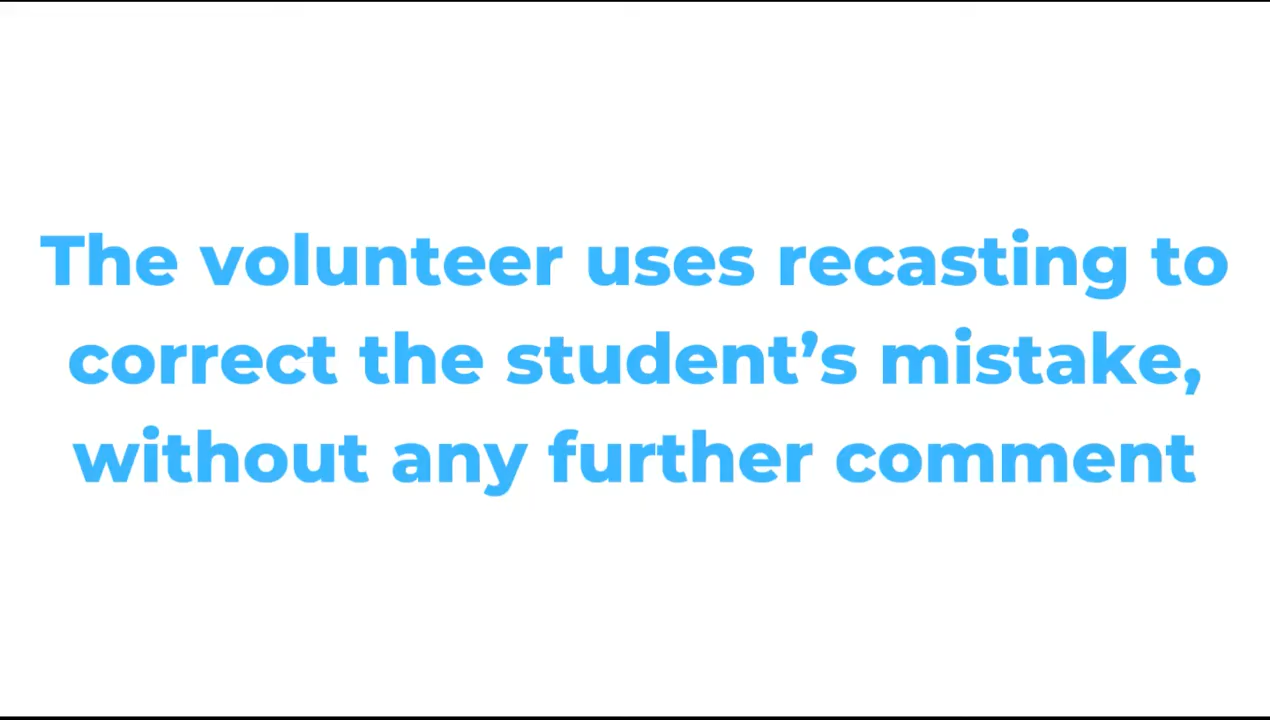 The volunteer uses recasting to
correct the student’s mistake,
without any further comment